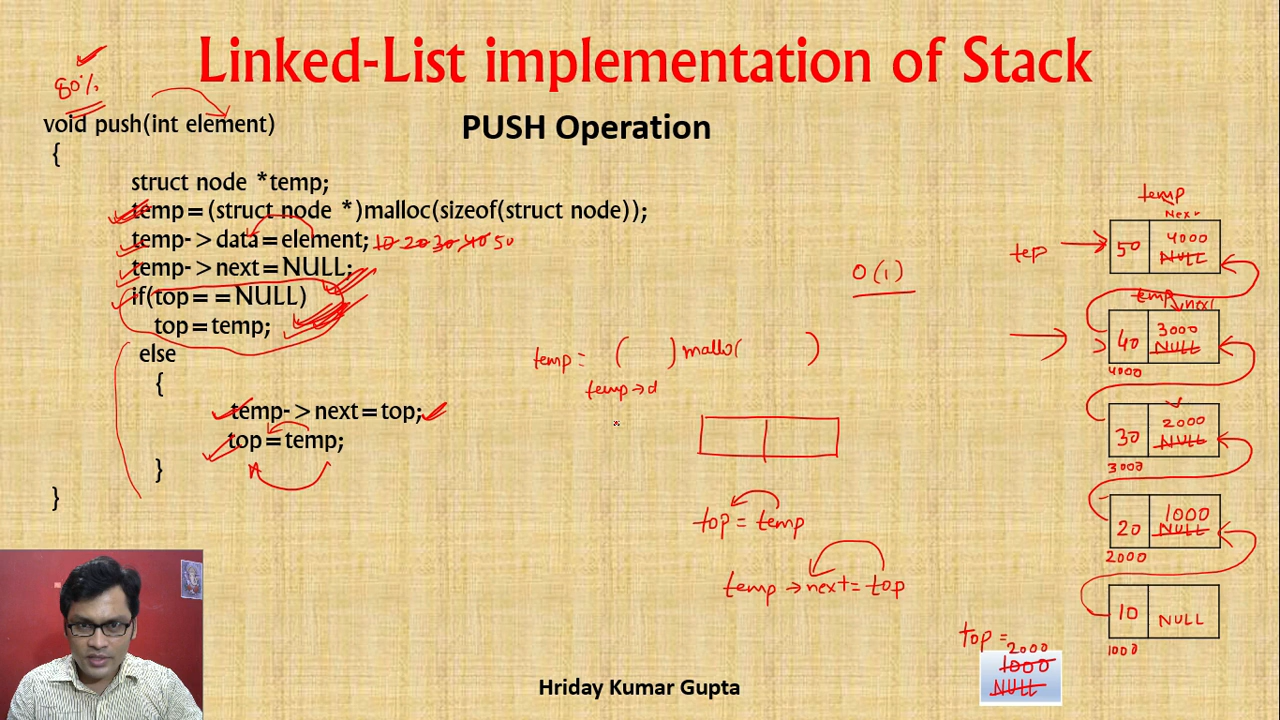 Linked-List implementation of Stack
80%
void push(int element)
PUSH Operation
{
struct node *temp;
temp=(struct node *)malloc(sizeof(struct node));
temp->data=element; 10 20 30 40 50
temp->next=NULL;
if(top==NULL)
top=temp;
else
{
temp->next=top;
top=temp;
}
}
O(1)
temp = ( ) malloc( )
temp→d
top = temp
temp→next=top
top =
2000
1000
NULL
temp
Next
top
50 4000
NULL
temp next
40 3000
NULL
4000
30 2000
NULL
3000
20 1000
NULL
2000
10 NULL
1000
Hriday Kumar Gupta